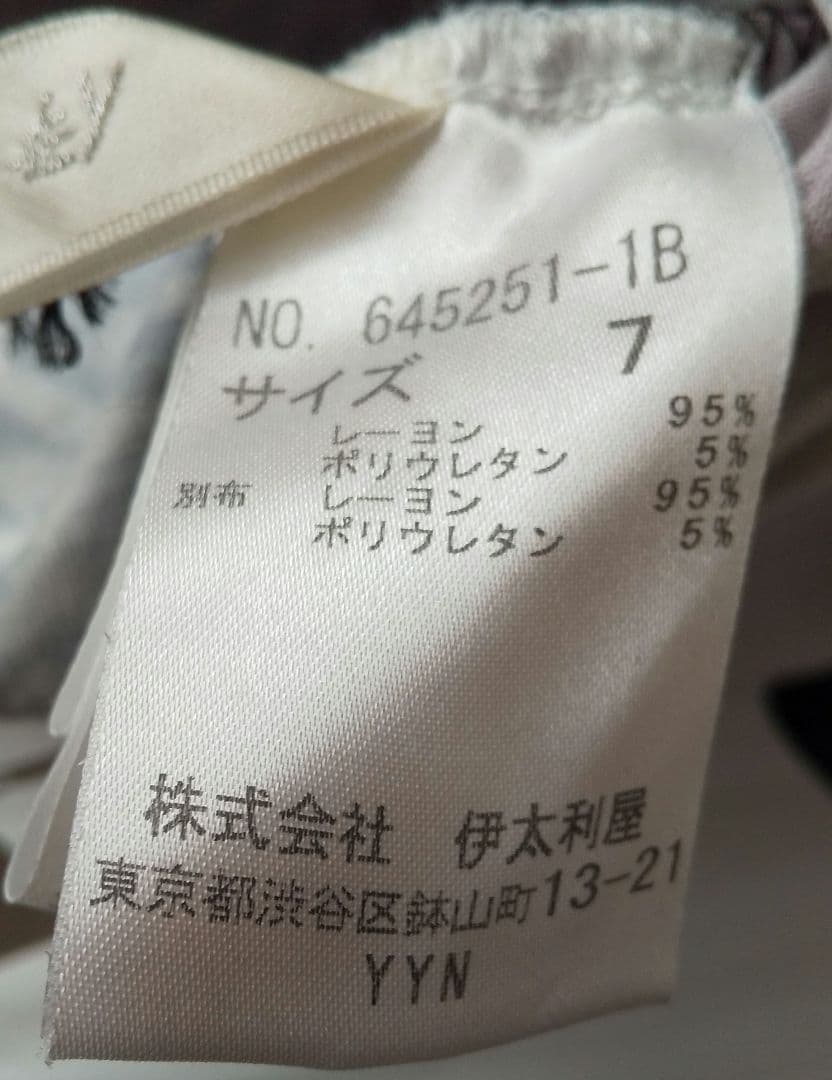 NO. 645251-1B
サイズ 7
レーヨン 95%
ポリウレタン 5%
別布 レーヨン 95%
ポリウレタン 5%
株式会社 伊太利屋
東京都渋谷区鉢山町13-21
YYN